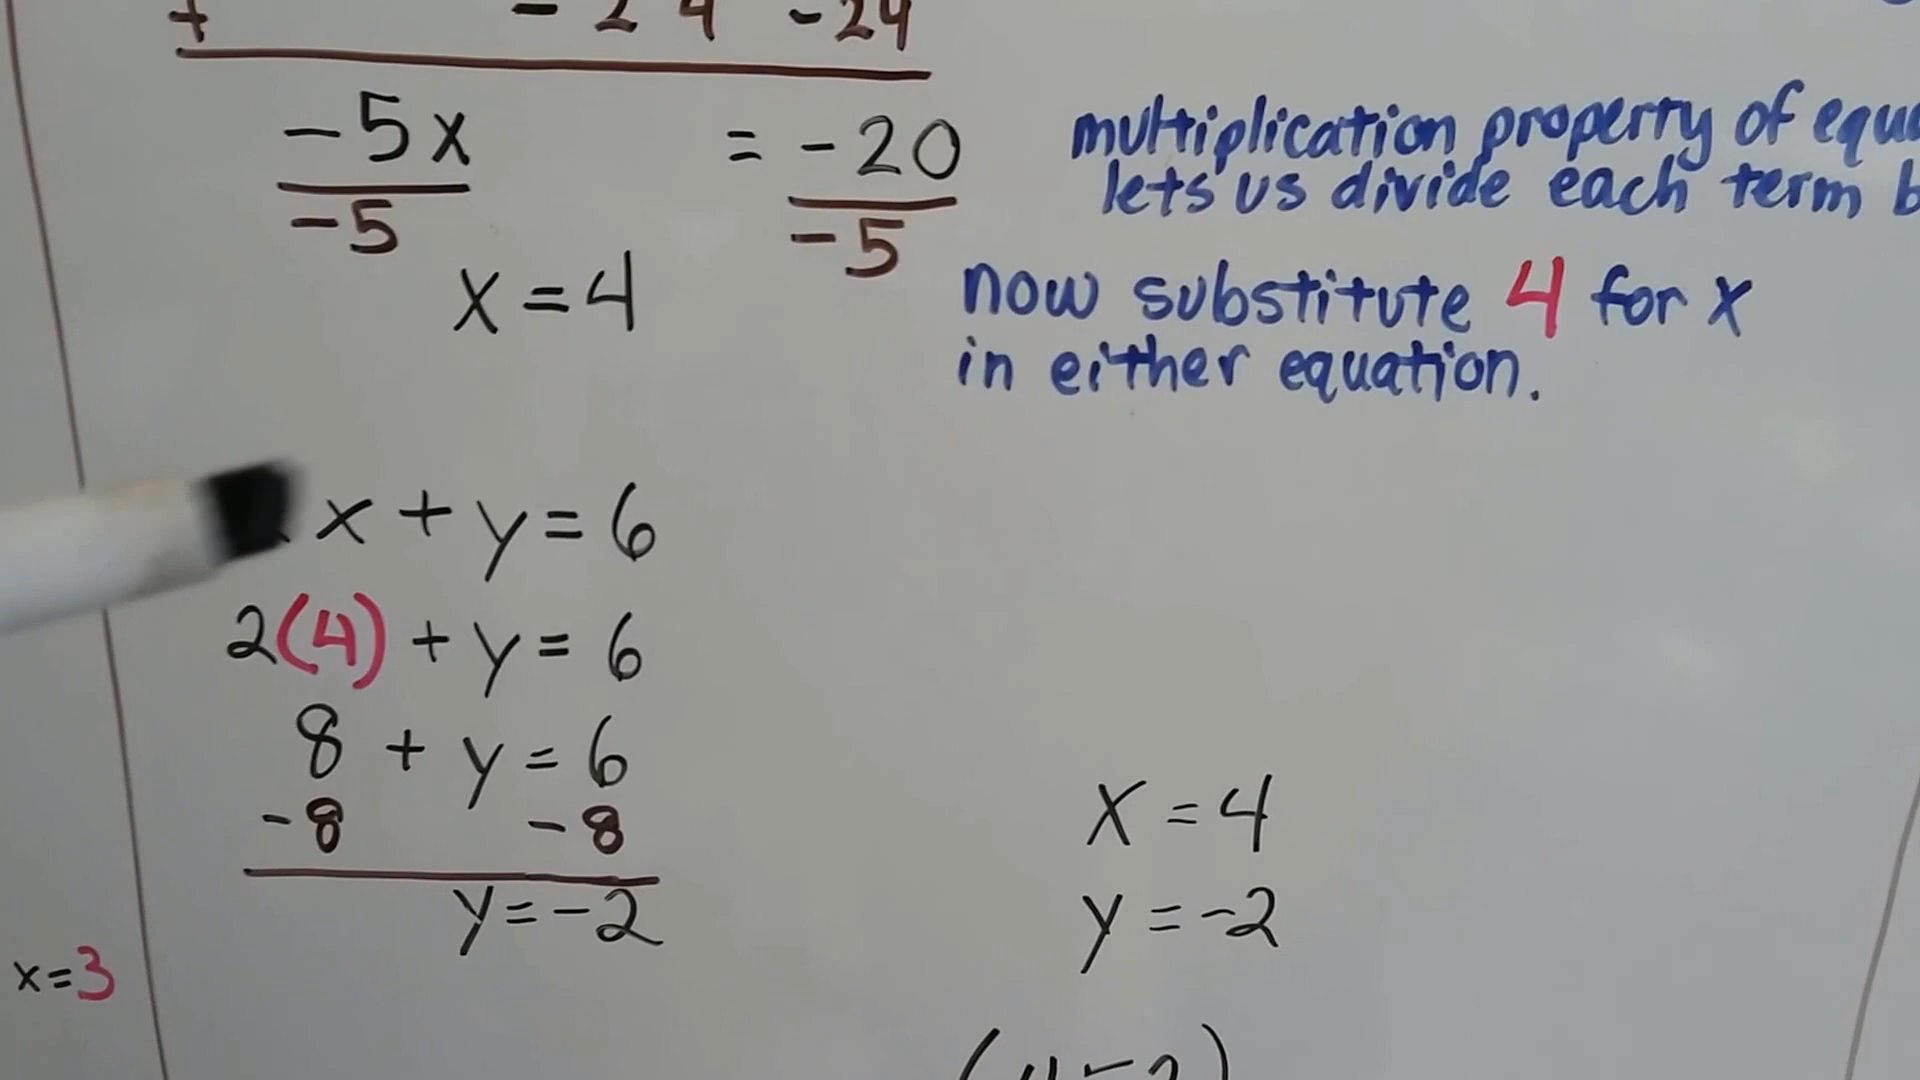 + - 24 -24
-5x = -20
-5 -5
x = 4
multiplication property of
lets us divide each term
now substitute 4 for x
in either equation.
x + y = 6
2(4) + y = 6
8 + y = 6
-8 -8
y = -2
x = 4
y = -2
x = 3